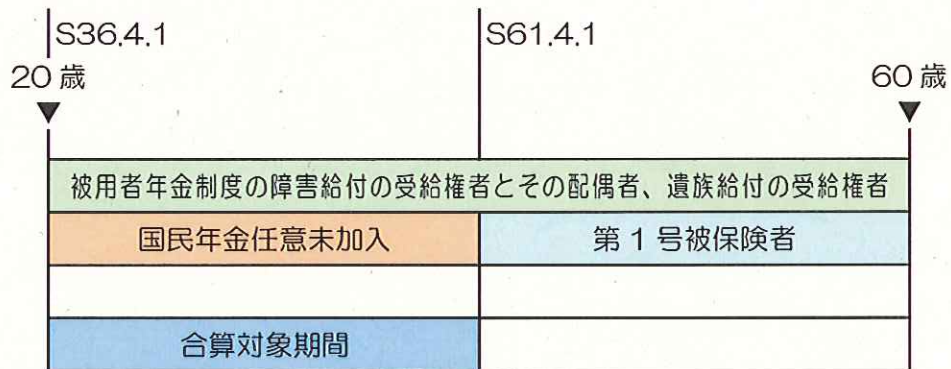 S36.4.1
S61.4.1
20歳
60歳
被用者年金制度の障害給付の受給権者とその配偶者、遺族給付の受給権者
国民年金任意未加入
第1号被保険者
合算対象期間